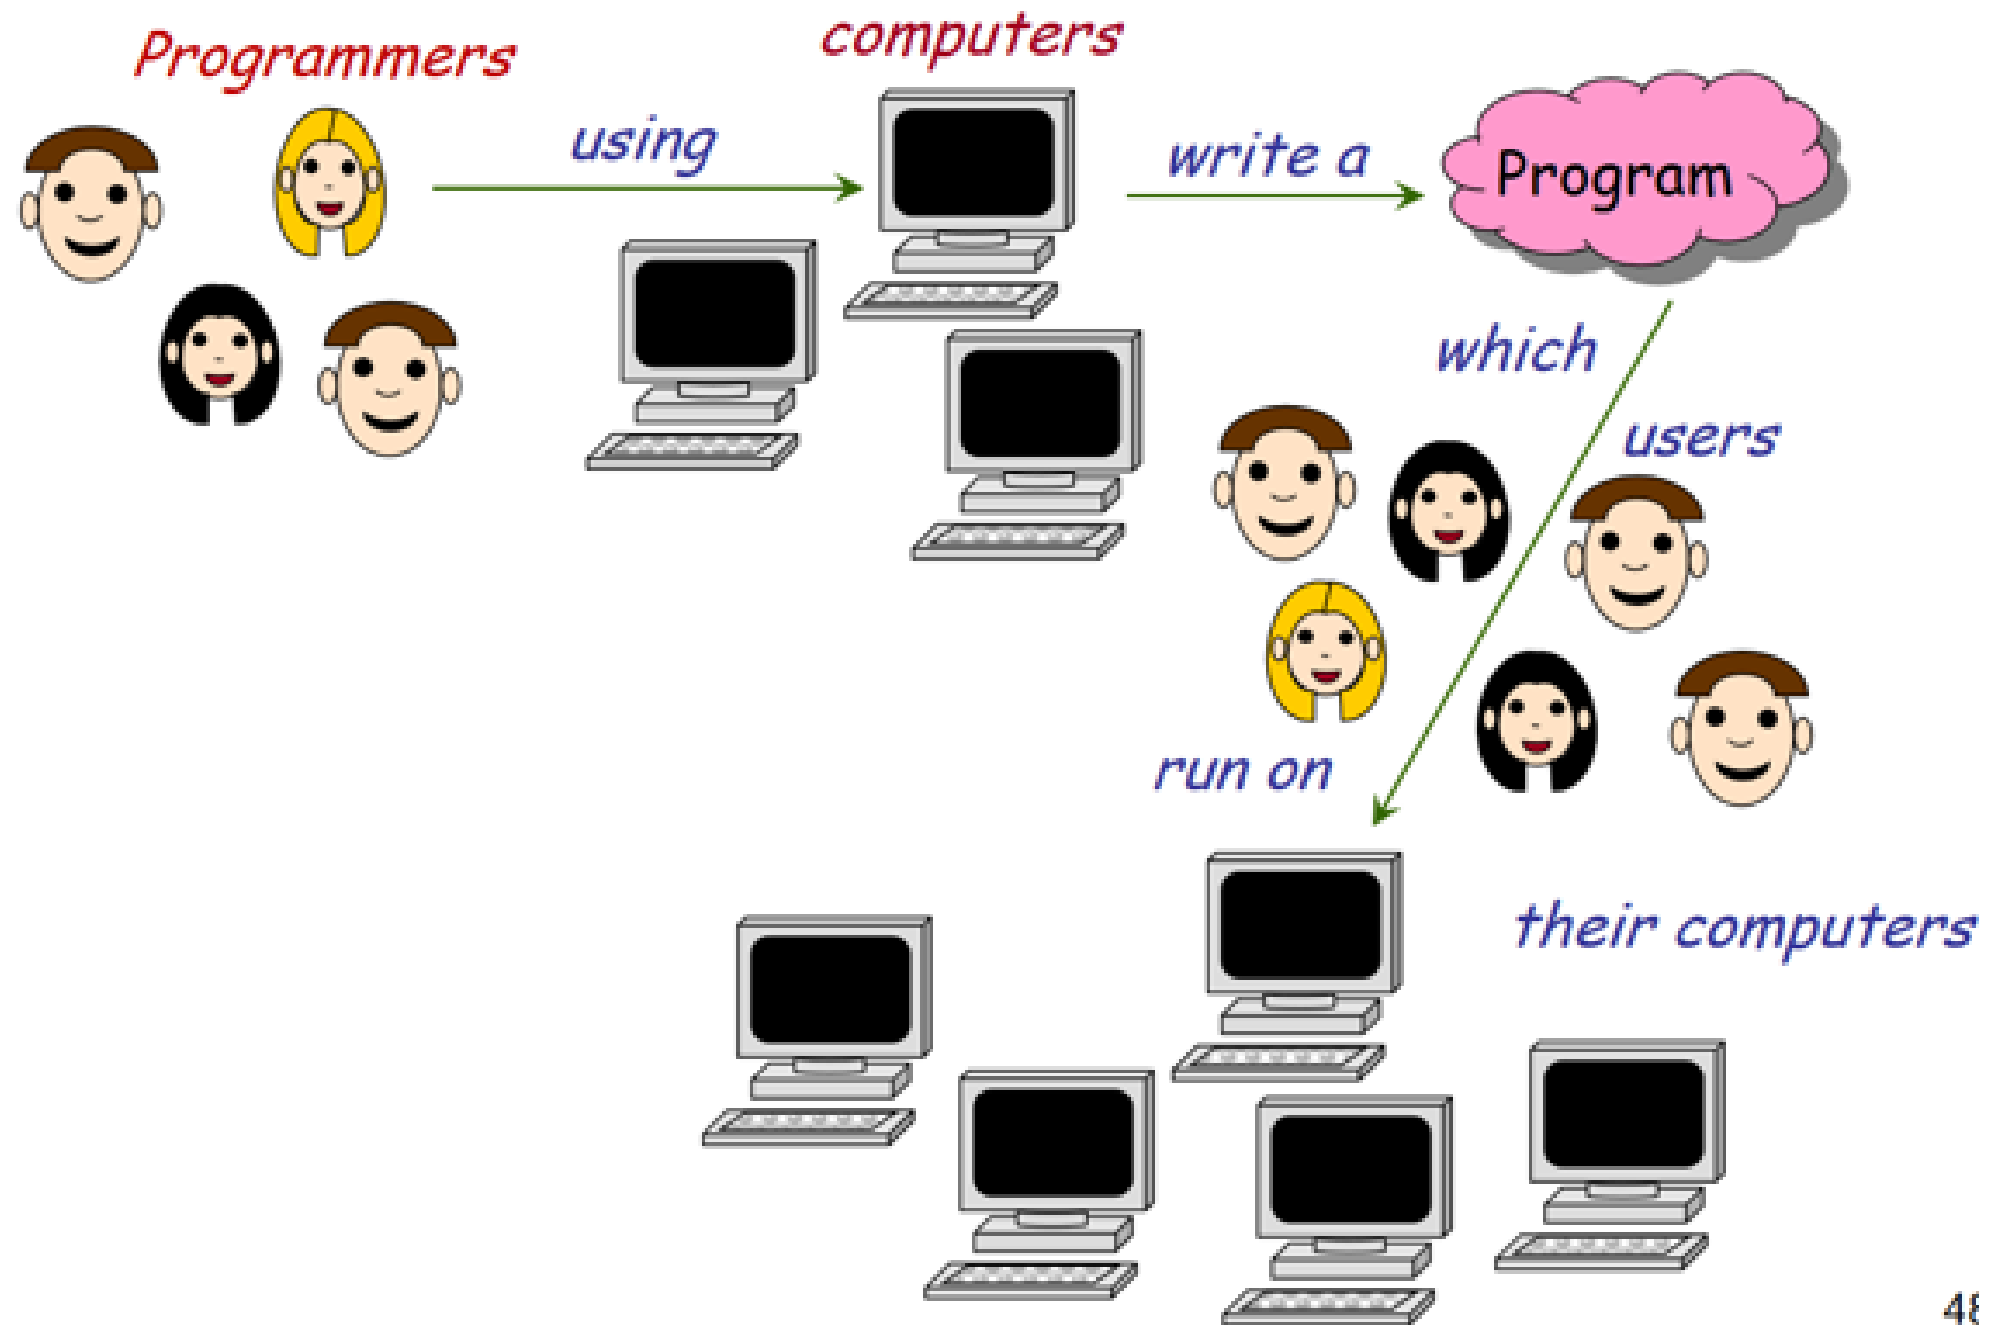 Programmers
using
computers
write a
Program
which
users
run on
their computers